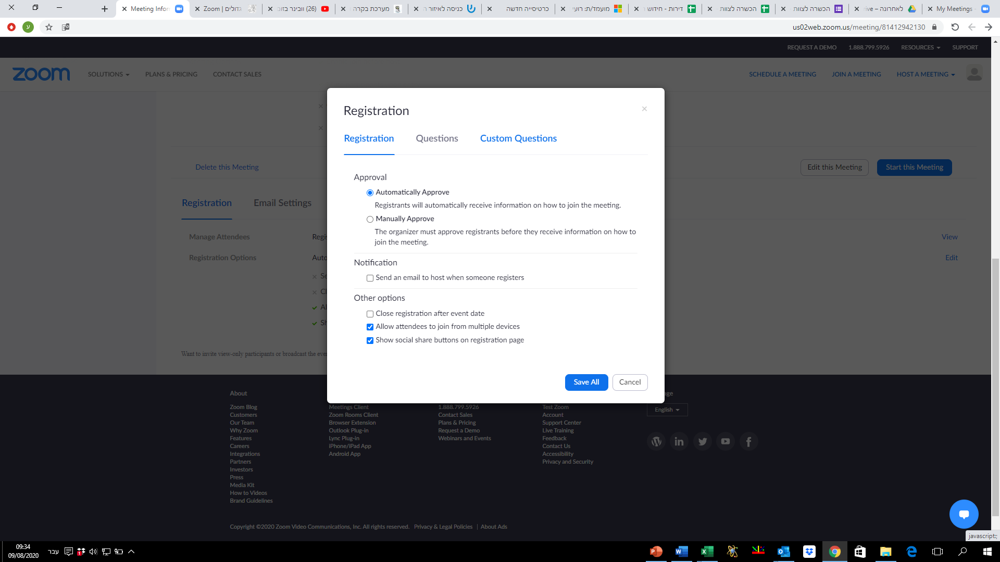 Meeting Infor
Zoom | גדולים
(26) וובינר בזום
מערכת בקרה
כניסה לאיזור ה
כרטיסייה חדשה
מועמד/ת: רועי
דירות - חידוש
הכשרה לצוות
הכשרה לצוות
לאחרונה – rive
My Meetings
us02web.zoom.us/meeting/81412942130
ע
REQUEST A DEMO 1.888.799.5926 RESOURCES SUPPORT
zoom SOLUTIONS PLANS & PRICING CONTACT SALES SCHEDULE A MEETING JOIN A MEETING HOST A MEETING
Registration
Registration Questions Custom Questions
Approval
Automatically Approve
Registrants will automatically receive information on how to join the meeting.
Manually Approve
The organizer must approve registrants before they receive information on how to
join the meeting.
Notification
Send an email to host when someone registers
Other options
Close registration after event date
Allow attendees to join from multiple devices
Show social share buttons on registration page
Save All Cancel
Delete this Meeting Edit this Meeting Start this Meeting
Registration Email Settings
Manage Attendees Regis View
Registration Options Auto Edit
Se
Cl
Al
Sh
Want to invite view-only participants or broadcast the eve
About
Zoom Blog
Customers
Our Team
Why Zoom
Features
Careers
Integrations
Partners
Investors
Press
Media Kit
How to Videos
Brand Guidelines
Meetings Client
Zoom Rooms Client
Browser Extension
Outlook Plug-in
Lync Plug-in
iPhone/iPad App
Android App
1.888.799.5926
Contact Sales
Plans & Pricing
Request a Demo
Webinars and Events
Test Zoom
Account
Support Center
Live Training
Feedback
Contact Us
Accessibility
Privacy and Security
ge
English
Copyright ©2020 Zoom Video Communications, Inc. All rights reserved. Privacy & Legal Policies | About Ads
javascript:;
09:34
09/08/2020
עבר